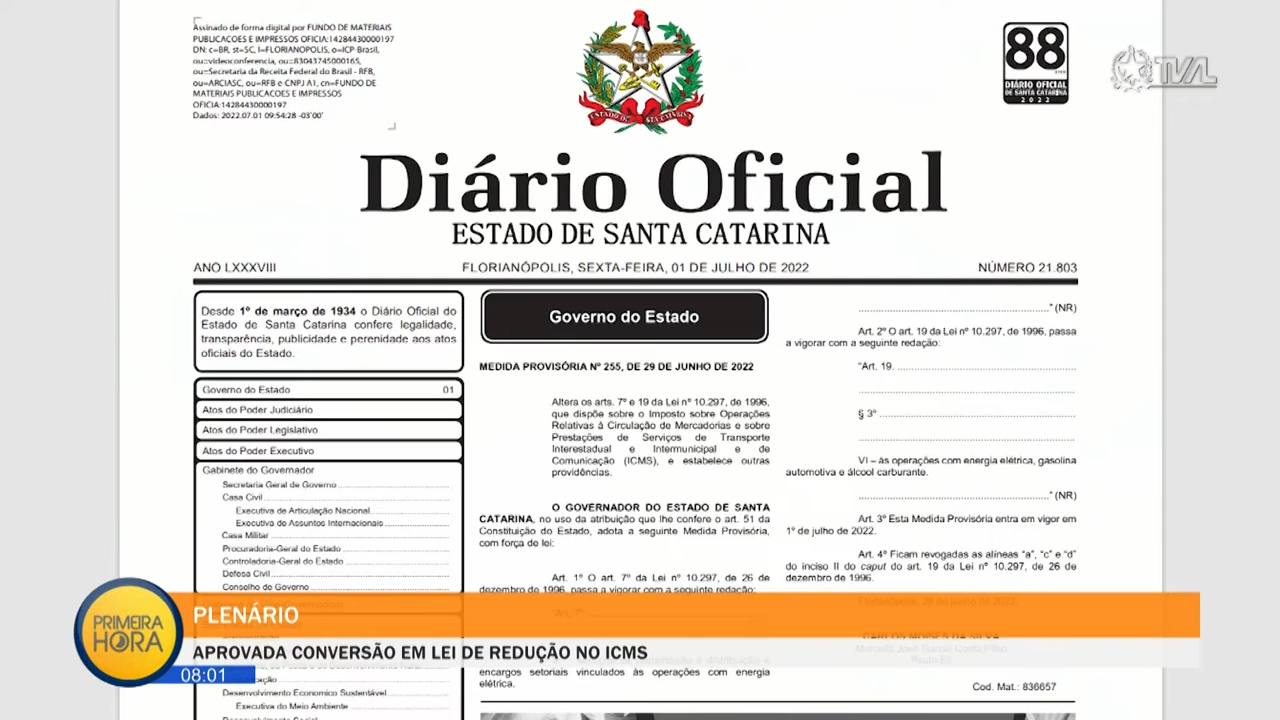 Assinado de forma digital por FUNDO DE MATERIAIS
PUBLICACOES E IMPRESSOS OFICIA:14284430000197
DN: c=BR, st=SC, l=FLORIANOPOLIS, o=ICP-Brasil,
ou=videoconferencia, ou=83043745000165,
ou=Secretaria da Receita Federal do Brasil - RFB,
ou=ARCIASC, ou=RFB e CNPJ A1, cn=FUNDO DE
MATERIAIS PUBLICACOES E IMPRESSOS
OFICIA:14284430000197
Dados: 2022.07.01 09:54:28 -03'00'
88
DIÁRIO OFICIAL
DE SANTA CATARINA
2022
TVAL
Diário Oficial
ESTADO DE SANTA CATARINA
ANO LXXXVIII
FLORIANÓPOLIS, SEXTA-FEIRA, 01 DE JULHO DE 2022
NÚMERO 21.803
Desde 1º de março de 1934 o Diário Oficial do
Estado de Santa Catarina confere legalidade,
transparência, publicidade e perenidade aos atos
oficiais do Estado.
Governo do Estado 01
Atos do Poder Judiciário
Atos do Poder Legislativo
Atos do Poder Executivo
Gabinete do Governador
Secretaria Geral de Governo
Casa Civil
Executiva de Articulação Nacional
Executiva de Assuntos Internacionais
Casa Militar
Procuradoria-Geral do Estado
Controladoria-Geral do Estado
Defesa Civil
Conselho de Governo
Desenvolvimento Economico Sustentável
Executiva do Meio Ambiente
Desenvolvimento Social
Governo do Estado
MEDIDA PROVISÓRIA Nº 255, DE 29 DE JUNHO DE 2022
Altera os arts. 7º e 19 da Lei nº 10.297, de 1996,
que dispõe sobre o Imposto sobre Operações
Relativas à Circulação de Mercadorias e sobre
Prestações de Serviços de Transporte
Interestadual e Intermunicipal e de
Comunicação (ICMS), e estabelece outras
providências.
O GOVERNADOR DO ESTADO DE SANTA
CATARINA, no uso da atribuição que lhe confere o art. 51 da
Constituição do Estado, adota a seguinte Medida Provisória,
com força de lei:
Art. 1º O art. 7º da Lei nº 10.297, de 26 de
dezembro de 1996, passa a vigorar com a seguinte redação:
encargos setoriais vinculados às operações com energia
elétrica.
" (NR)
Art. 2º O art. 19 da Lei nº 10.297, de 1996, passa
a vigorar com a seguinte redação:
"Art. 19.
§ 3º
VI – às operações com energia elétrica, gasolina
automotiva e álcool carburante.
" (NR)
Art. 3º Esta Medida Provisória entra em vigor em
1º de julho de 2022.
Art. 4º Ficam revogadas as alíneas "a", "c" e "d"
do inciso II do caput do art. 19 da Lei nº 10.297, de 26 de
dezembro de 1996.
CARLOS MOISÉS DA SILVA
Cod. Mat.: 836657
PRIMEIRA
HORA
08:01
PLENÁRIO
APROVADA CONVERSÃO EM LEI DE REDUÇÃO NO ICMS